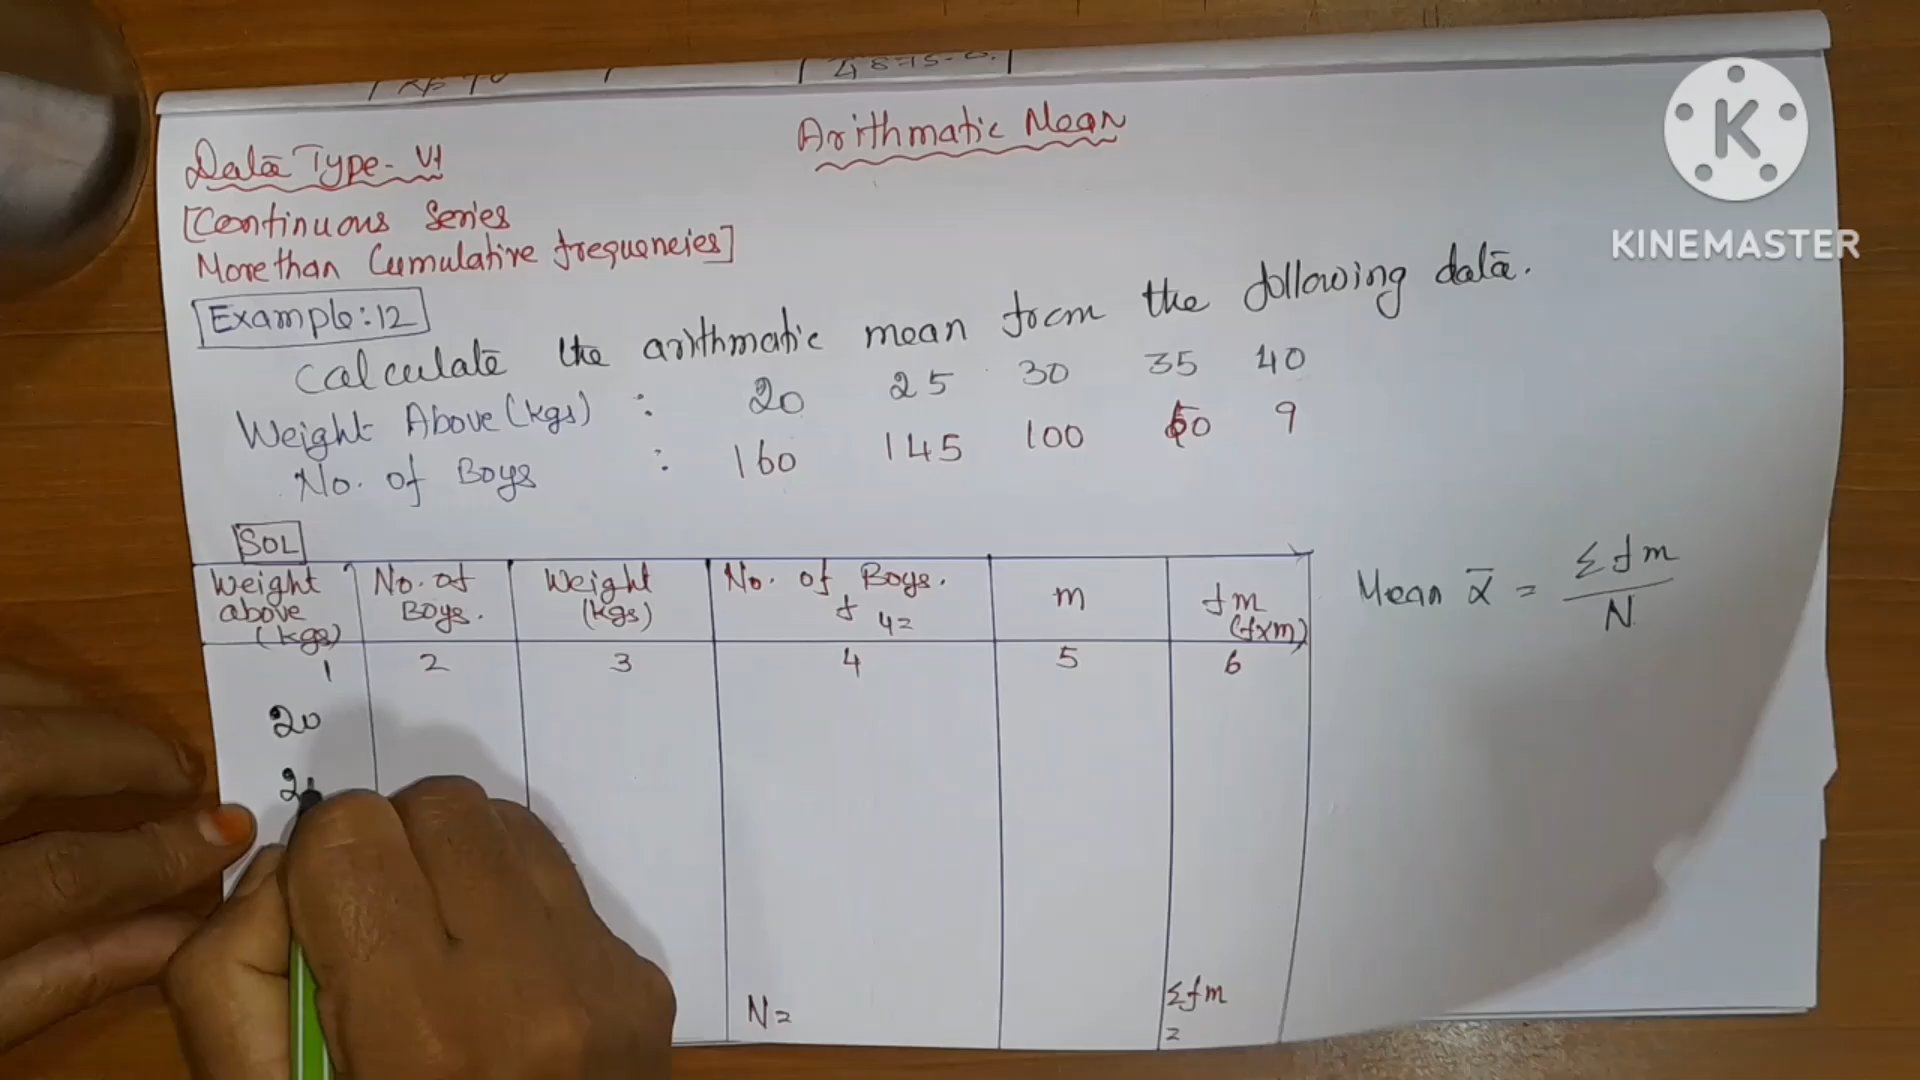 Arithmatic Mean
Data Type - VI
[Continuous Series
More than Cumulative frequencies]
Example: 12
Calculate the arithmatic mean from the following data.
Weight Above (kgs) : 20 25 30 35 40
No. of Boys : 160 145 100 60 9
SOL
Weight above (kgs) No. of Boys. Weight (kgs) No. of Boys. f 4= m fm (fxm)
1 2 3 4 5 6
20
N=
Σfm =
Mean x̄ = Σfm / N
K
KINEMASTER